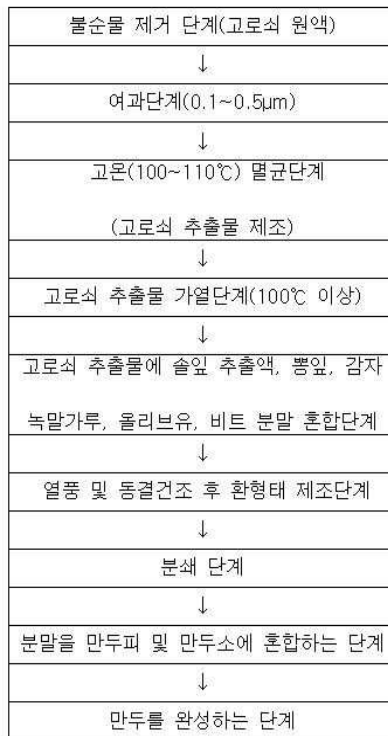 불순물 제거 단계(고로쇠 원액)
↓
여과단계(0.1~0.5μm)
↓
고온(100~110℃) 멸균단계
(고로쇠 추출물 제조)
↓
고로쇠 추출물 가열단계(100℃ 이상)
↓
고로쇠 추출물에 솔잎 추출액, 뽕잎, 감자
녹말가루, 올리브유, 비트 분말 혼합단계
↓
열풍 및 동결건조 후 환형태 제조단계
↓
분쇄 단계
↓
분말을 만두피 및 만두소에 혼합하는 단계
↓
만두를 완성하는 단계